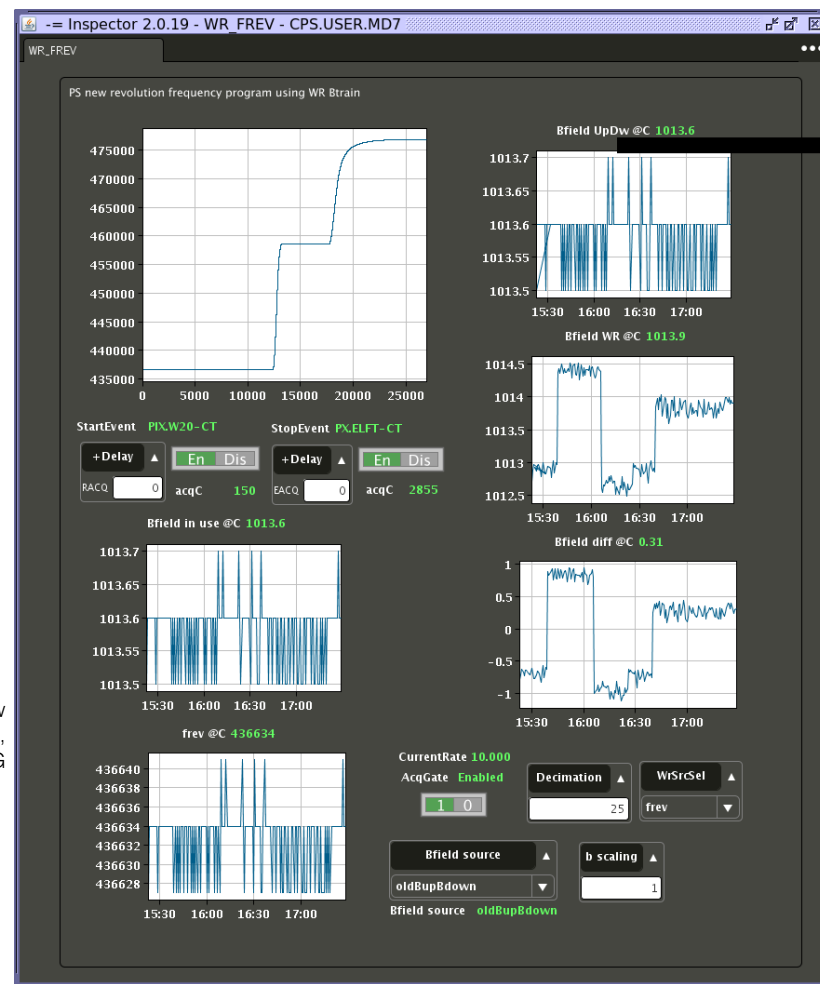 -= Inspector 2.0.19 - WR_FREV - CPS.USER.MD7
WR_FREV
PS new revolution frequency program using WR Btrain
475000
470000
465000
460000
455000
450000
445000
440000
435000
0 5000 10000 15000 20000 25000
Bfield UpDw @C 1013.6
1013.7
1013.65
1013.6
1013.55
1013.5
15:30 16:00 16:30 17:00
Bfield WR @C 1013.9
1014.5
1014
1013.5
1013
1012.5
15:30 16:00 16:30 17:00
StartEvent PIX.W20-CT
StopEvent PX.ELFT-CT
+Delay ▲
En Dis
+Delay ▲
En Dis
RACQ 0
acqC 150
EACQ 0
acqC 2855
Bfield in use @C 1013.6
1013.7
1013.65
1013.6
1013.55
1013.5
15:30 16:00 16:30 17:00
Bfield diff @C 0.31
1
0.5
0
-0.5
-1
15:30 16:00 16:30 17:00
frev @C 436634
436640
436638
436636
436634
436632
436630
436628
15:30 16:00 16:30 17:00
CurrentRate 10.000
AcqGate Enabled
1 0
Decimation ▲
25
WrSrcSel ▲
frev ▼
Bfield source ▲
oldBupBdown ▼
Bfield source oldBupBdown
b scaling ▲
1